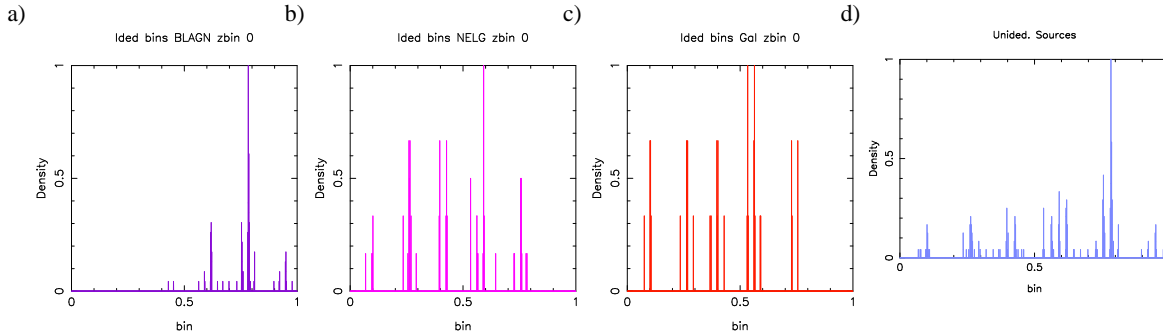 a)
Ided bins BLAGN zbin 0
Density
0
0.5
1
0
0.5
1
bin
b)
Ided bins NELG zbin 0
Density
0
0.5
1
0
0.5
1
bin
c)
Ided bins Gal zbin 0
Density
0
0.5
1
0
0.5
1
bin
d)
Unided. Sources
Density
0
0.5
1
0
0.5
bin